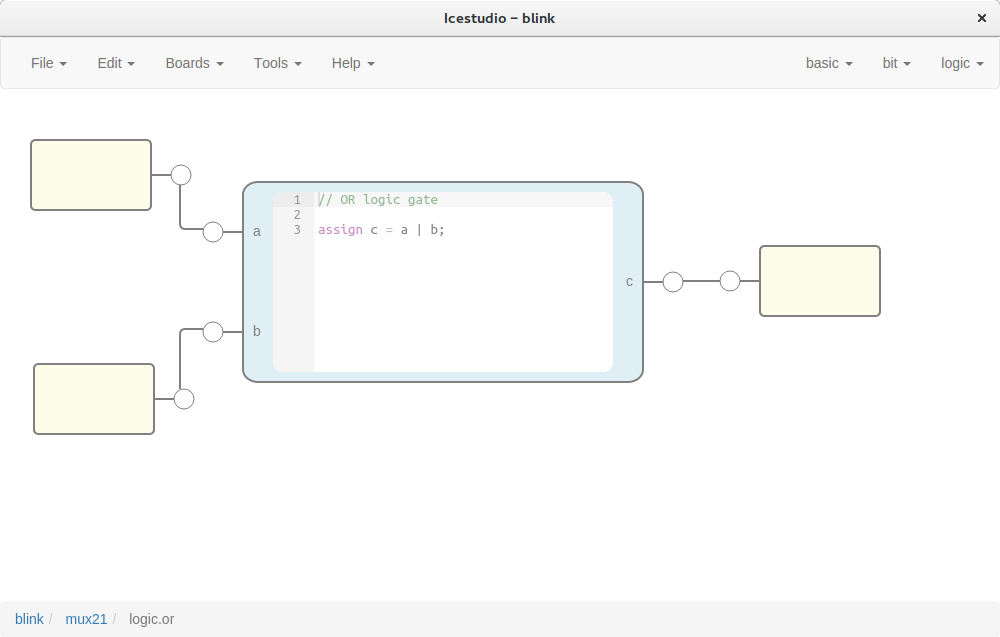 Icestudio – blink ×
File Edit Boards Tools Help basic bit logic
1 // OR logic gate
2
3 assign c = a | b;
a
c
b
blink / mux21 / logic.or